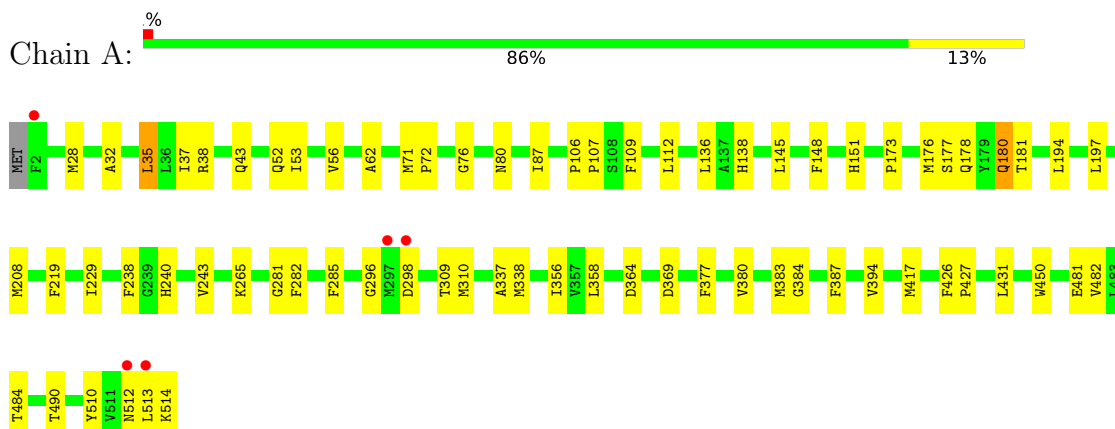 .%
Chain A:
86% 13%
MET F2 M28 A32 L35 L36 I37 R38 Q43 Q52 I53 V56 A62 M71 P72 G76 N80 I87 P106 P107 S108 F109 L112 L136 A137 H138 L145 F148 H151 P173 M176 S177 Q178 Y179 Q180 T181 L194 L197
M208 F219 I229 F238 G239 H240 V243 K265 G281 F282 F285 G296 M297 D298 T309 M310 A337 M338 I356 V357 L358 D364 D369 F377 V380 M383 G384 F387 V394 M417 F426 P427 L431 W450 E481 V482 L483
T484 T490 Y510 V511 N512 L513 K514